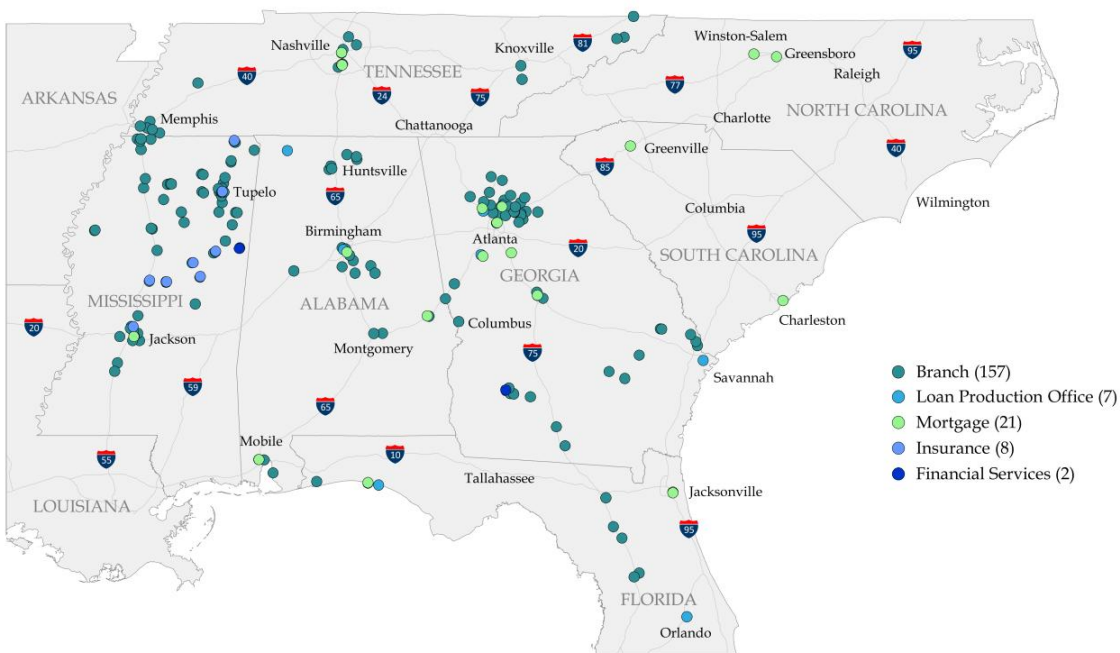 Winston-Salem
Nashville
Knoxville
81
Greensboro
95
Raleigh
TENNESSEE
40
77
24
75
ARKANSAS
NORTH CAROLINA
Memphis
Chattanooga
Charlotte
40
Greenville
85
Huntsville
Tupelo
65
Wilmington
Columbia
Birmingham
95
Atlanta
20
SOUTH CAROLINA
GEORGIA
MISSISSIPPI
ALABAMA
Charleston
20
Columbus
Jackson
Montgomery
75
Savannah
59
65
Branch (157)
Loan Production Office (7)
Mortgage (21)
Insurance (8)
Financial Services (2)
Mobile
55
10
Tallahassee
Jacksonville
LOUISIANA
95
FLORIDA
Orlando